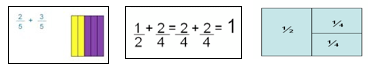 2/5 + 3/5
1/2 + 2/4 = 2/4 + 2/4 = 1
1/2
1/4
1/4